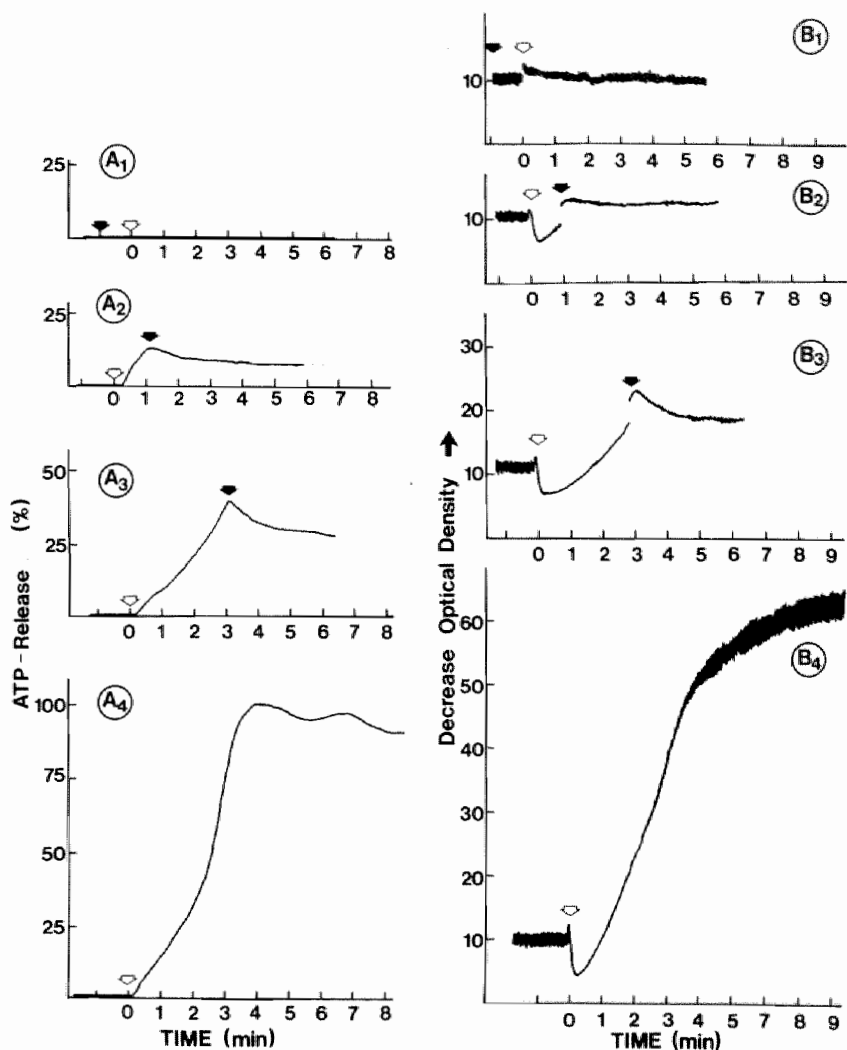 A1
25
0 1 2 3 4 5 6 7 8
A2
25
0 1 2 3 4 5 6 7 8
A3
50
25
0 1 2 3 4 5 6 7 8
A4
100
75
50
25
0 1 2 3 4 5 6 7 8
TIME (min)
ATP-Release (%)
B1
10
0 1 2 3 4 5 6 7 8 9
B2
10
0 1 2 3 4 5 6 7 8 9
B3
30
20
10
0 1 2 3 4 5 6 7 8 9
B4
60
50
40
30
20
10
0 2 3 4 5 6 7 8 9
TIME (min)
Decrease Optical Density